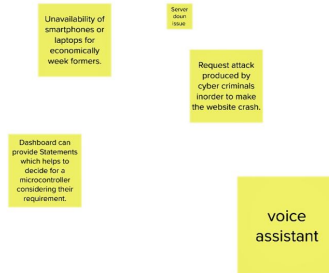 Unavailability of
smartphones or
laptops for
economically
week formers.
Server
doun
issue
Request attack
produced by
cyber criminals
inorder to make
the website crash.
Dashboard can
provide Statements
which helps to
decide for a
microcontroller
considering their
requirement.
voice
assistant